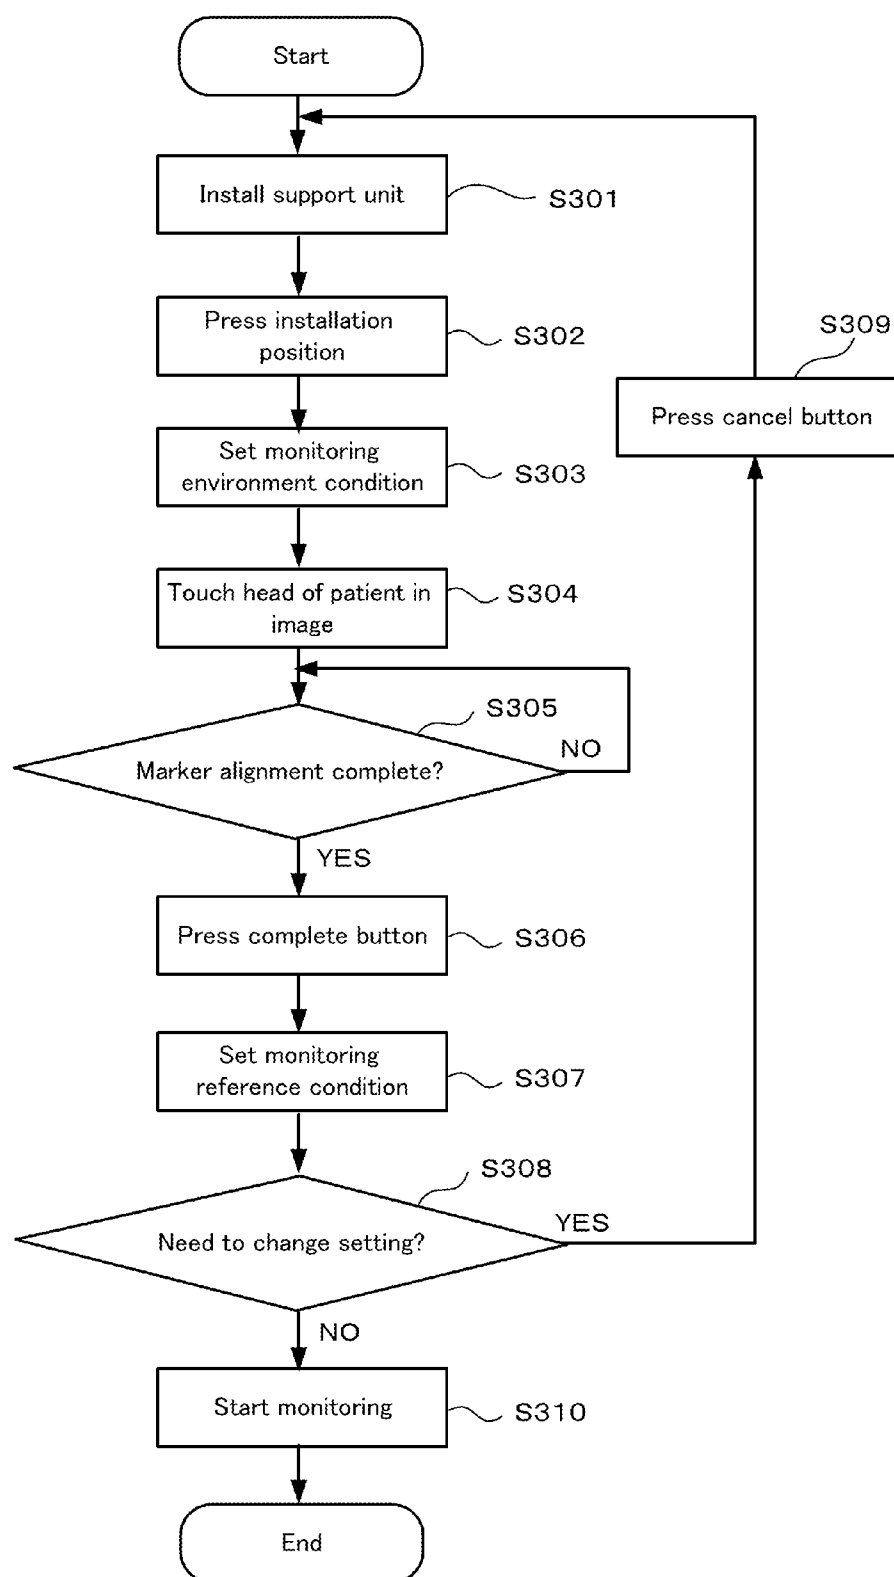 Start
Install support unit
S301
Press installation
position
S302
S309
Press cancel button
Set monitoring
environment condition
S303
Touch head of patient in
image
S304
S305
Marker alignment complete?
NO
YES
Press complete button
S306
Set monitoring
reference condition
S307
S308
Need to change setting?
YES
NO
Start monitoring
S310
End